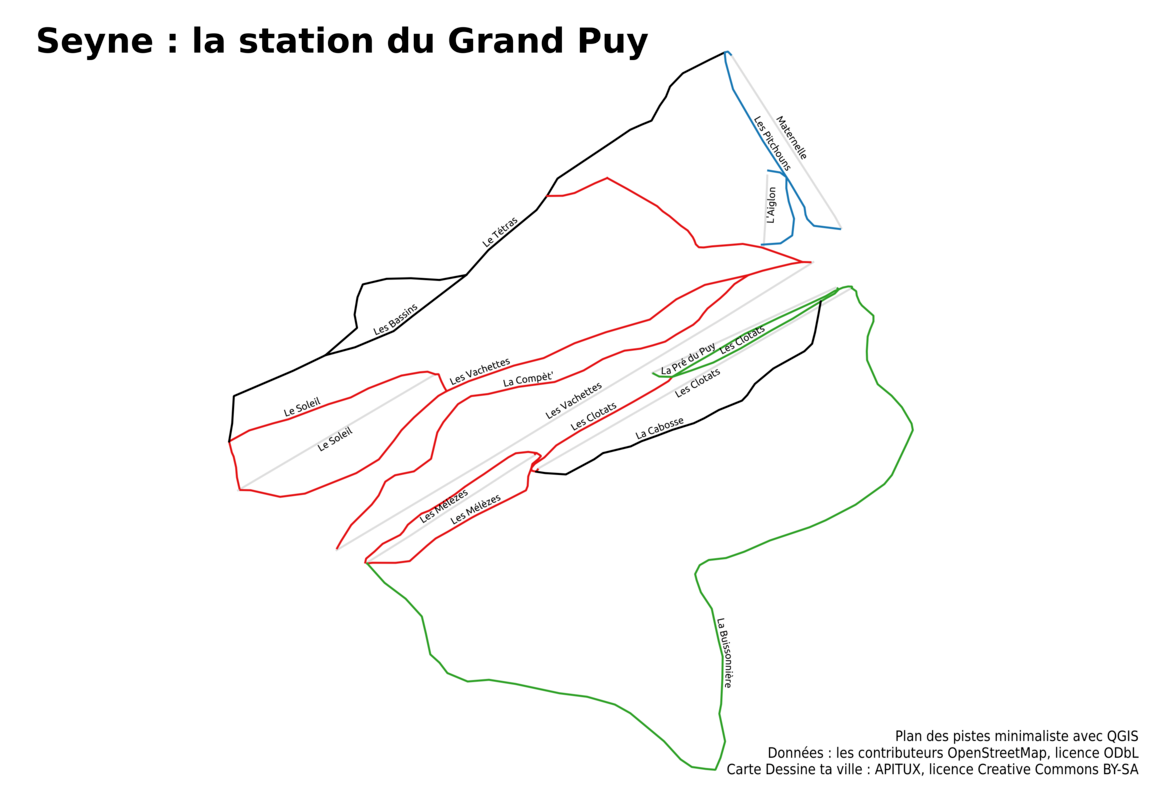 Seyne : la station du Grand Puy
Maternelle
Les Pitchouns
L'Aiglon
Le Tétras
Les Bassins
Les Clotats
La Pré du Puy
Les Vachettes
La Compèt'
Les Clotats
Les Vachettes
Le Soleil
Les Clotats
La Cabosse
Le Soleil
Les Mélèzes
Les Mélèzes
La Buissonnière
Plan des pistes minimaliste avec QGIS
Données : les contributeurs OpenStreetMap, licence ODbL
Carte Dessine ta ville : APITUX, licence Creative Commons BY-SA